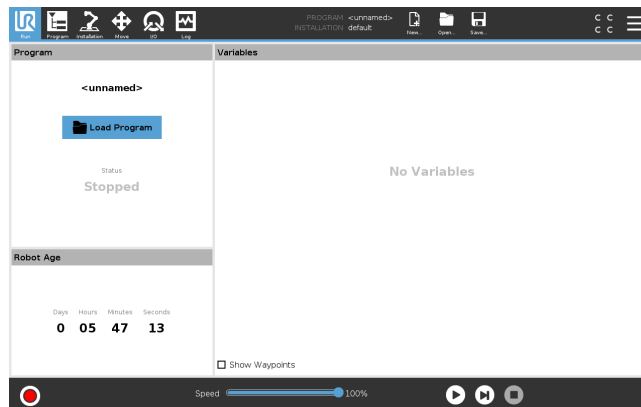 UR
Run Program Installation Move I/O Log
PROGRAM <unnamed>
INSTALLATION default
New... Open... Save...
C C
C C
Program
Variables
<unnamed>
Load Program
Status
Stopped
No Variables
Robot Age
Days Hours Minutes Seconds
0 05 47 13
Show Waypoints
Speed 100%